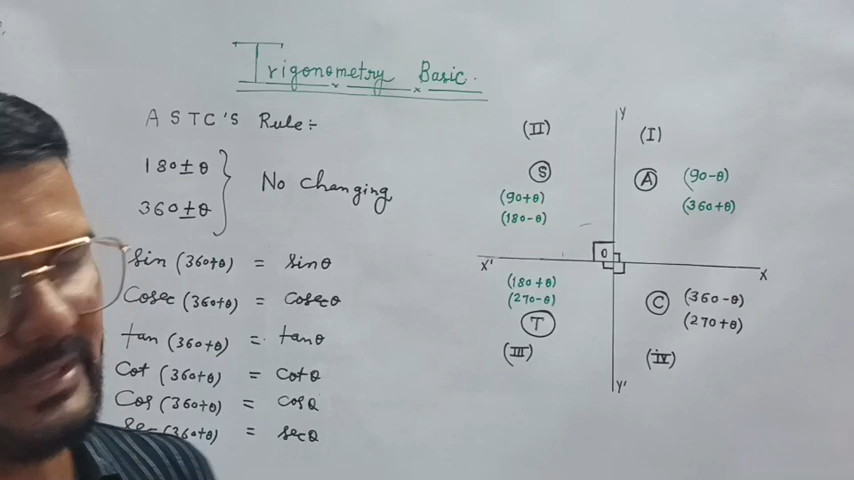 Trigonometry Basic.
ASTC'S Rule:-
180±θ
360±θ
No changing
sin (360+θ) = sinθ
Cosec (360+θ) = cosecθ
tan (360+θ) = tanθ
Cot (360+θ) = cotθ
Cos (360+θ) = cosθ
sec (360+θ) = secθ
Y
(II)
(I)
S
A
(90-θ)
(90+θ)
(360+θ)
(180-θ)
O
X'
X
(180+θ)
(270-θ)
T
C
(360-θ)
(270+θ)
(III)
(iv)
Y'